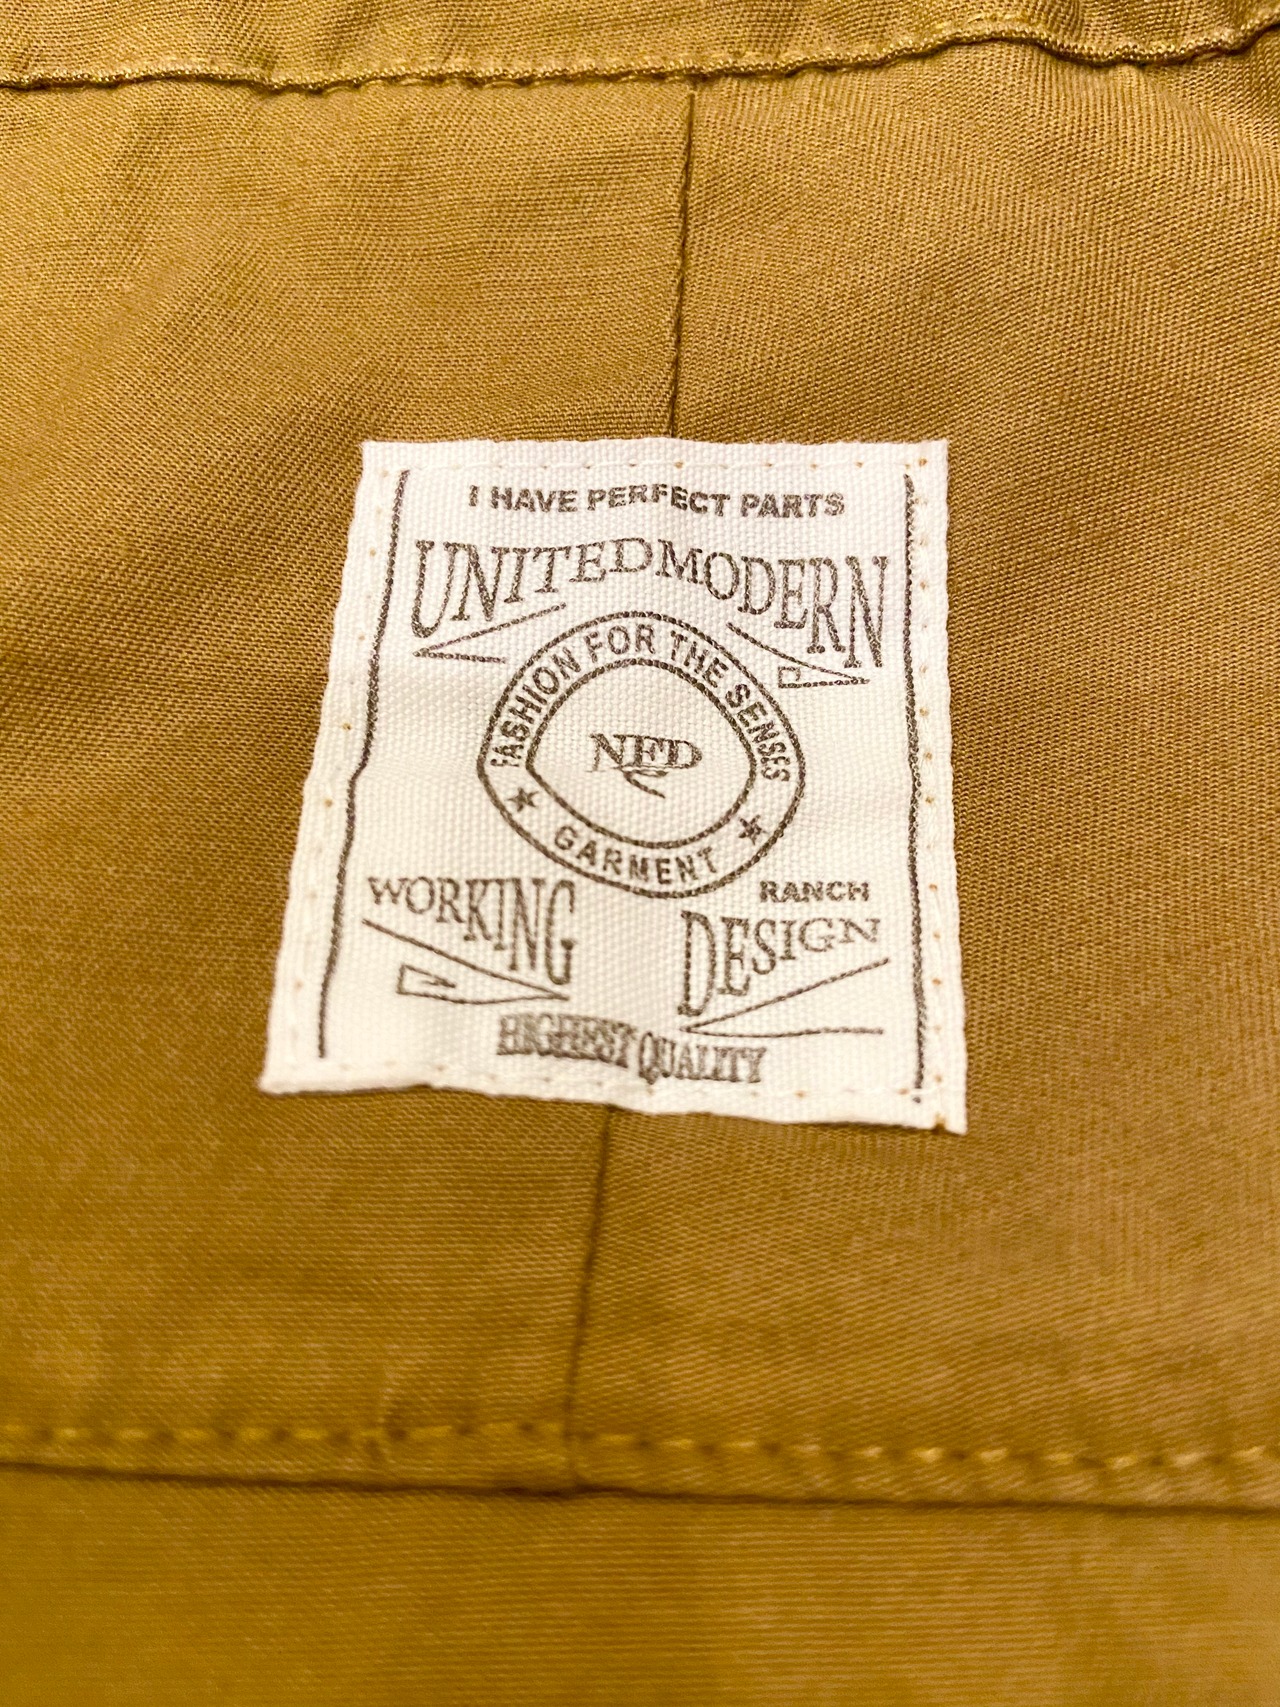 I HAVE PERFECT PARTS
UNITEDMODERN
FASHION FOR THE SENSES
NFD
★ GARMENT ★
WORKING
RANCH
DESIGN
HIGHEST QUALITY